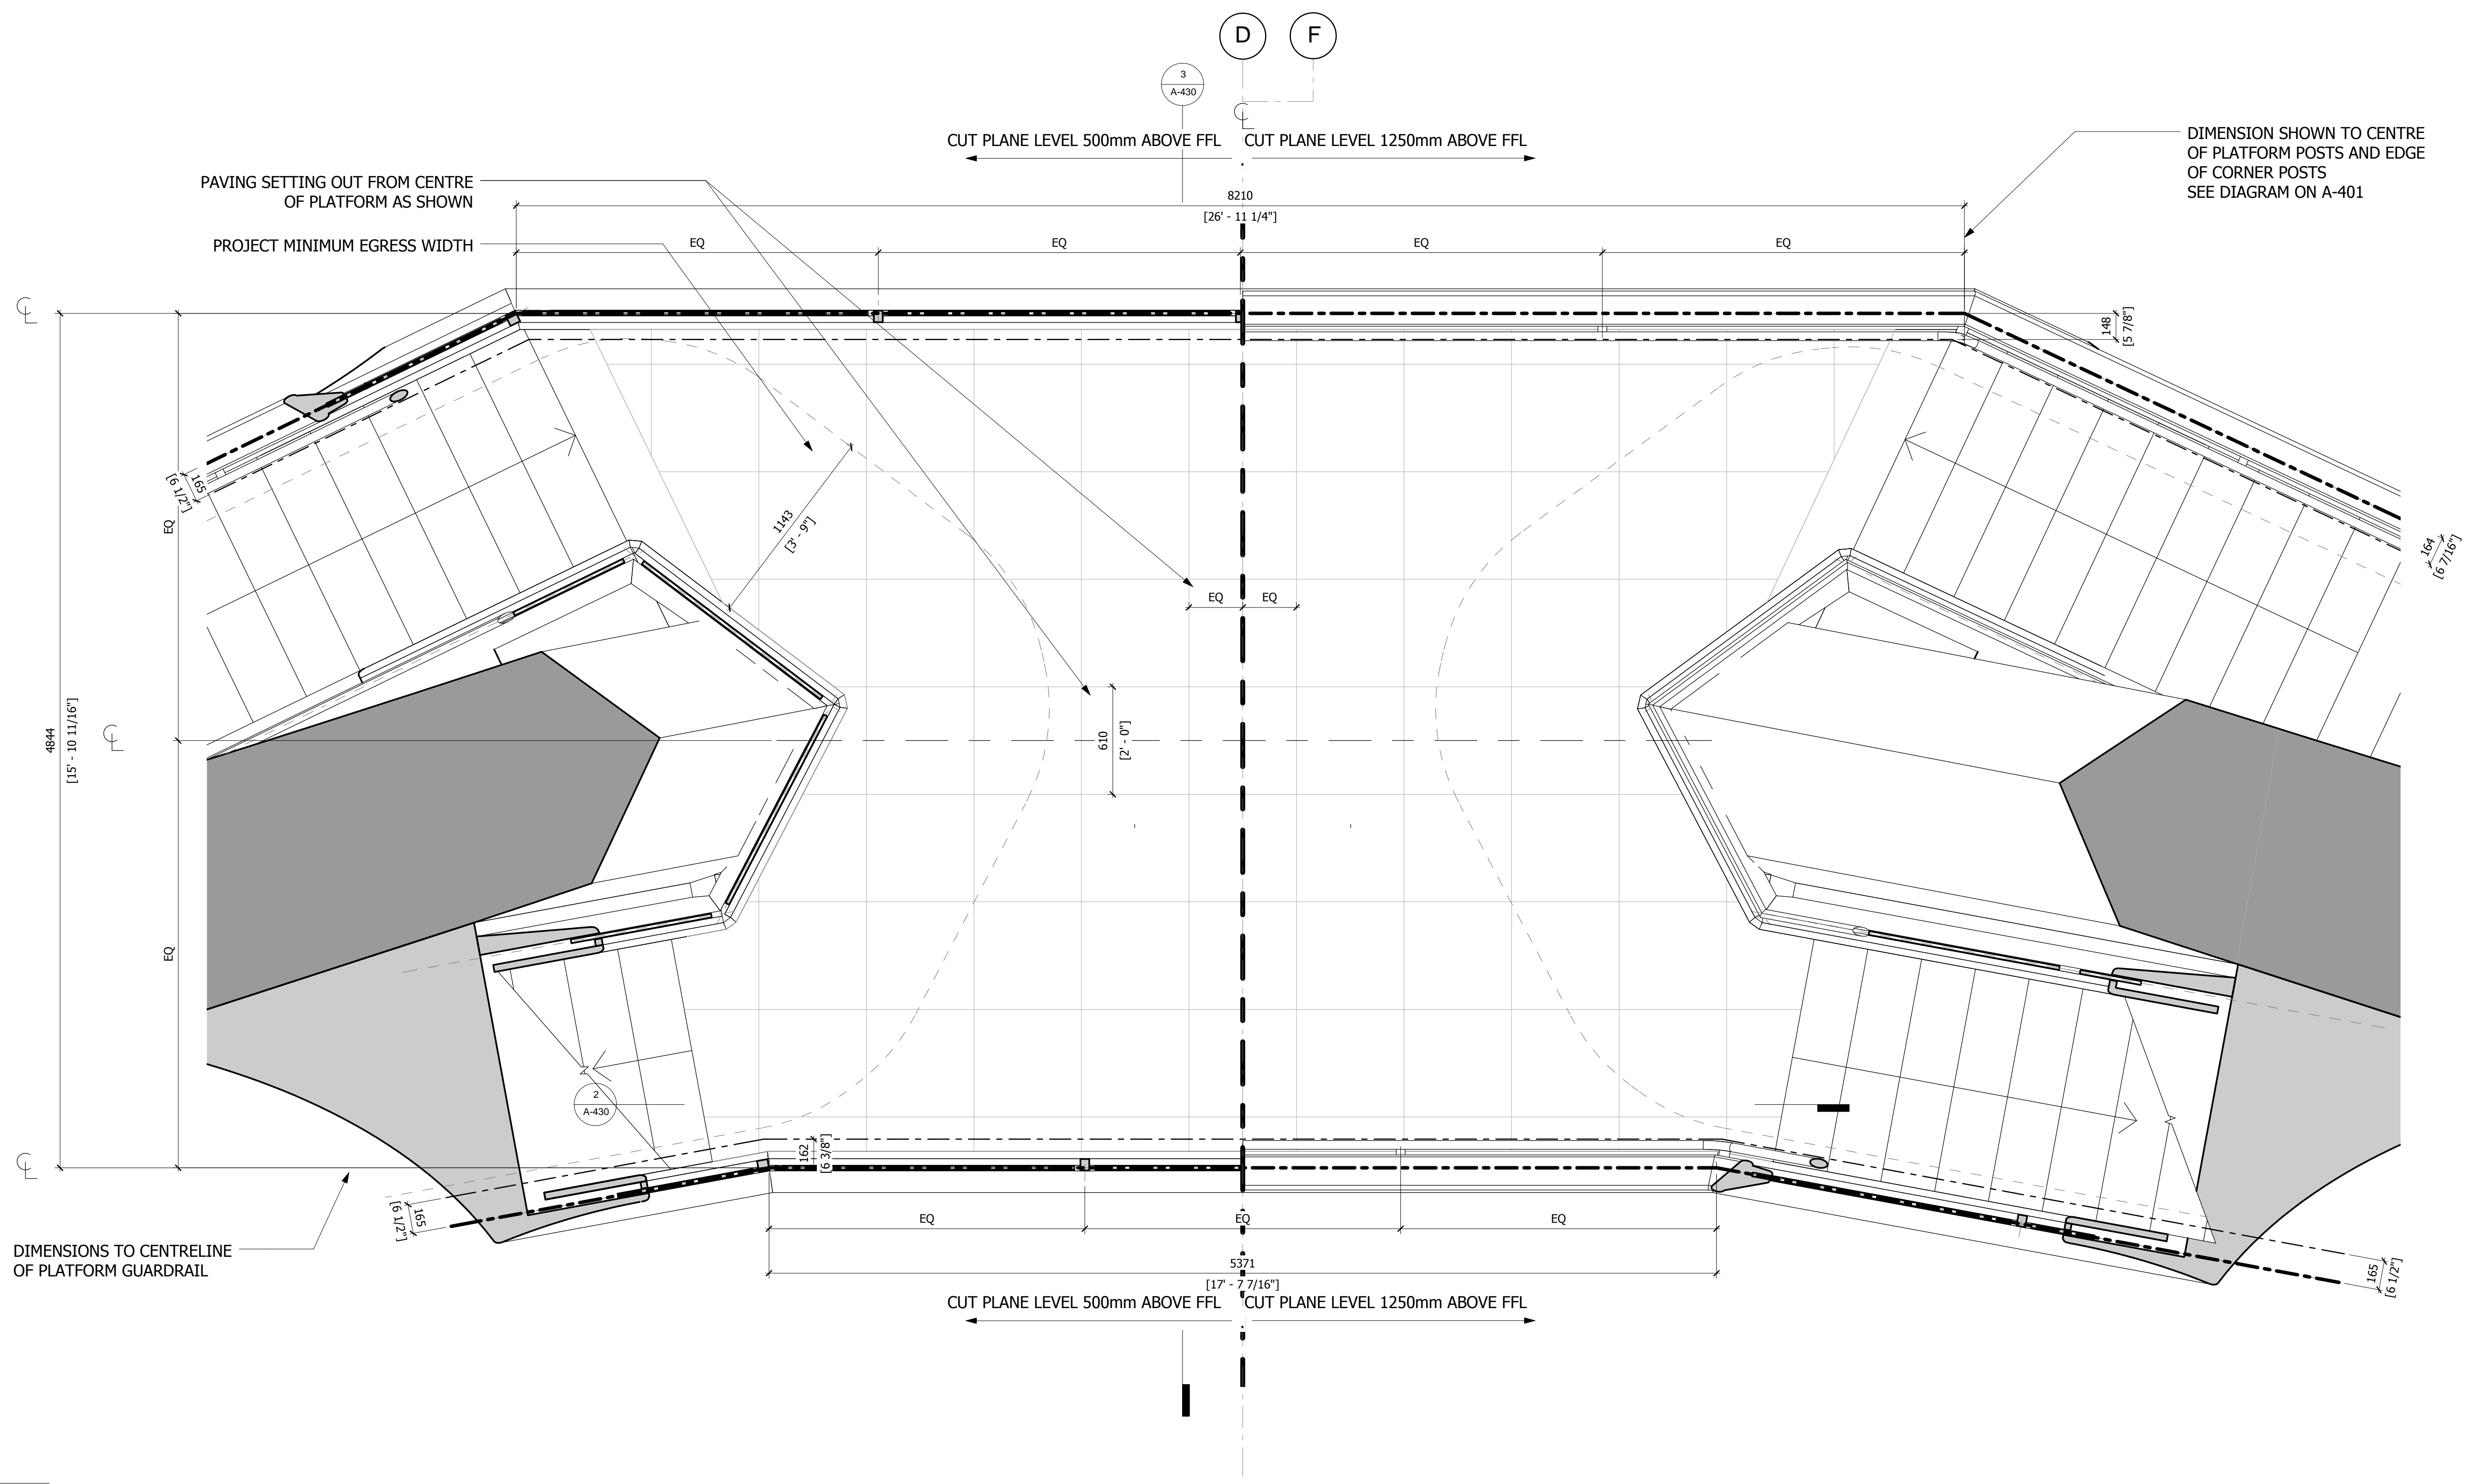 D
F
3
A-430
℄
CUT PLANE LEVEL 500mm ABOVE FFL
CUT PLANE LEVEL 1250mm ABOVE FFL
DIMENSION SHOWN TO CENTRE
OF PLATFORM POSTS AND EDGE
OF CORNER POSTS
SEE DIAGRAM ON A-401
PAVING SETTING OUT FROM CENTRE
OF PLATFORM AS SHOWN
8210
[26' - 11 1/4"]
PROJECT MINIMUM EGRESS WIDTH
EQ
EQ
EQ
EQ
℄
148
[5 7/8"]
165
[6 1/2"]
EQ
1143
[3' - 9"]
164
[6 7/16"]
EQ
EQ
4844
[15' - 10 11/16"]
℄
610
[2' - 0"]
EQ
2
A-430
℄
162
[6 3/8"]
165
[6 1/2"]
EQ
EQ
EQ
DIMENSIONS TO CENTRELINE
OF PLATFORM GUARDRAIL
5371
[17' - 7 7/16"]
165
[6 1/2"]
CUT PLANE LEVEL 500mm ABOVE FFL
CUT PLANE LEVEL 1250mm ABOVE FFL